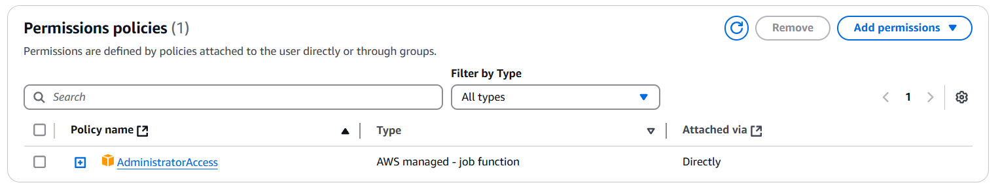 Permissions policies (1)
Remove
Add permissions
Permissions are defined by policies attached to the user directly or through groups.
Filter by Type
Search
All types
1
Policy name
Type
Attached via
AdministratorAccess
AWS managed - job function
Directly